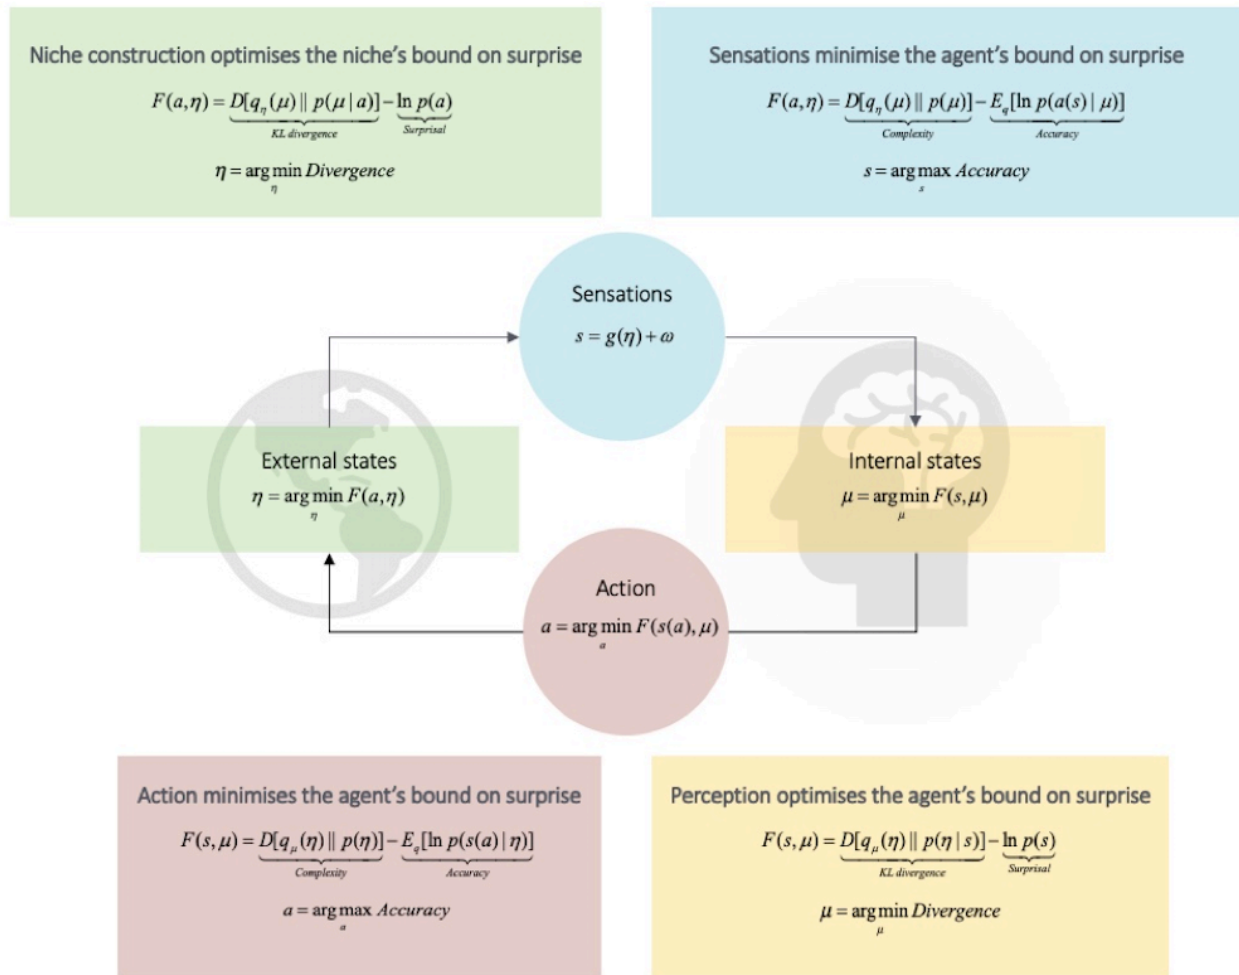 Niche construction optimises the niche's bound on surprise
F(a,η) = D[q_η(μ) || p(μ | a)] − ln p(a)
KL divergence Surprisal
η = arg min Divergence
η
Sensations minimise the agent's bound on surprise
F(a,η) = D[q_η(μ) || p(μ)] − E_q[ln p(a(s) | μ)]
Complexity Accuracy
s = arg max Accuracy
s
Sensations
s = g(η) + ω
External states
η = arg min F(a,η)
η
Internal states
μ = arg min F(s,μ)
μ
Action
a = arg min F(s(a),μ)
a
Action minimises the agent's bound on surprise
F(s,μ) = D[q_μ(η) || p(η)] − E_q[ln p(s(a) | η)]
Complexity Accuracy
a = arg max Accuracy
a
Perception optimises the agent's bound on surprise
F(s,μ) = D[q_μ(η) || p(η | s)] − ln p(s)
KL divergence Surprisal
μ = arg min Divergence
μ